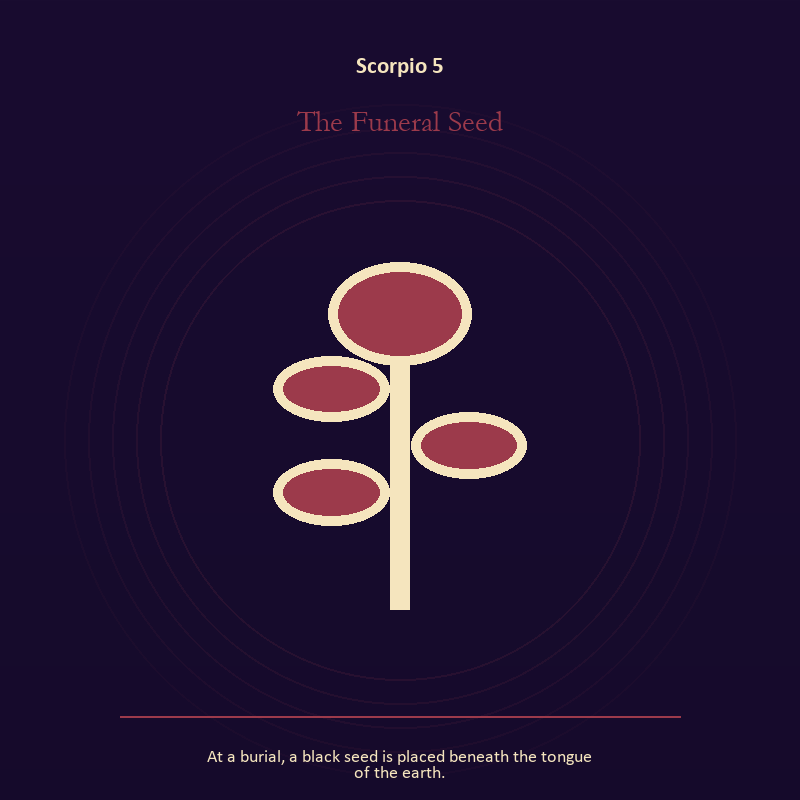 Scorpio 5
The Funeral Seed
At a burial, a black seed is placed beneath the tongue
of the earth.